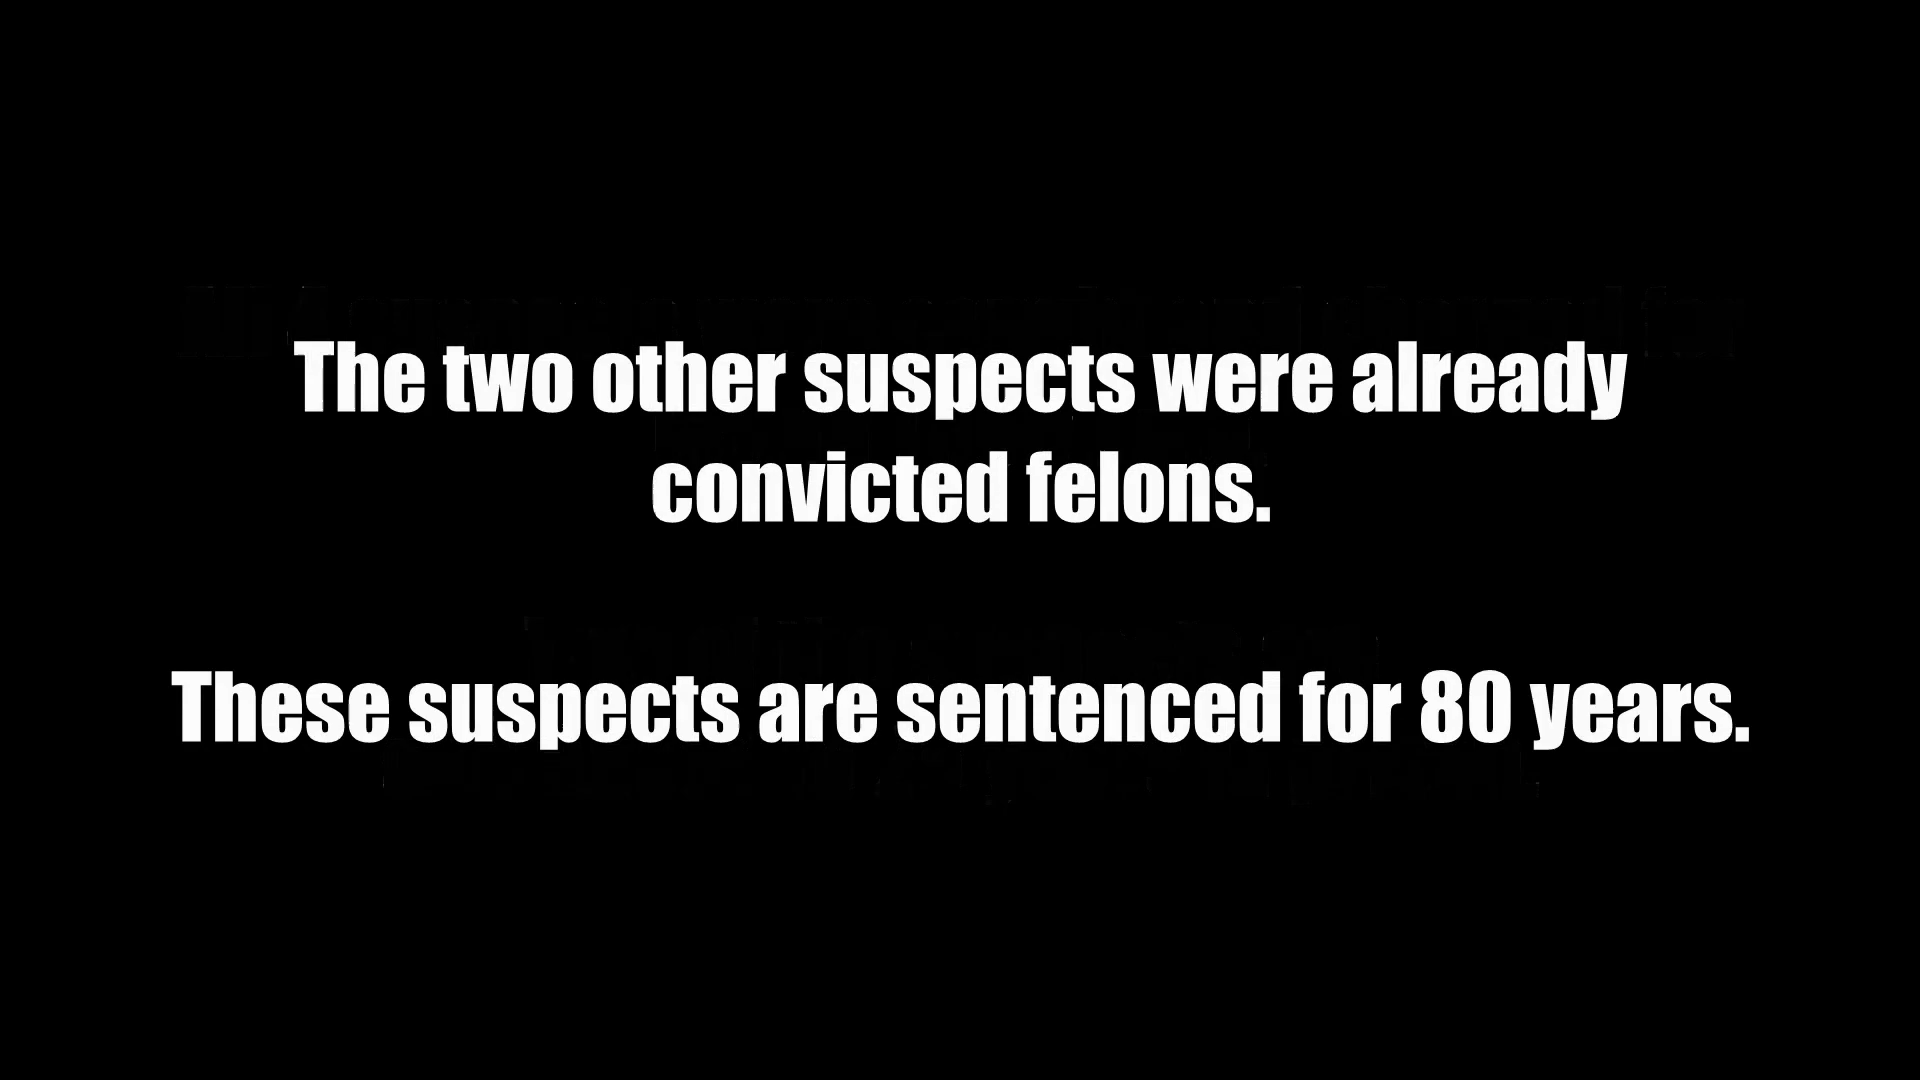 The two other suspects were already
convicted felons.
These suspects are sentenced for 80 years.